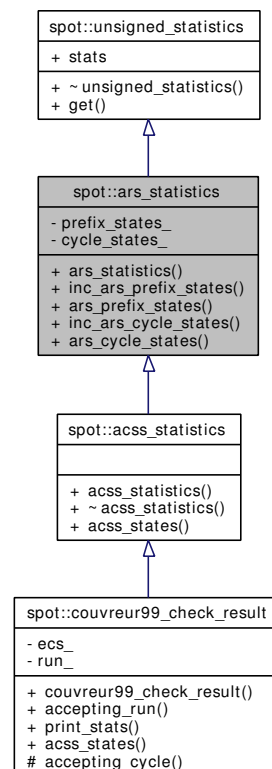 spot::unsigned_statistics
+ stats
+ ~ unsigned_statistics()
+ get()
spot::ars_statistics
- prefix_states_
- cycle_states_
+ ars_statistics()
+ inc_ars_prefix_states()
+ ars_prefix_states()
+ inc_ars_cycle_states()
+ ars_cycle_states()
spot::acss_statistics
+ acss_statistics()
+ ~ acss_statistics()
+ acss_states()
spot::couvreur99_check_result
- ecs_
- run_
+ couvreur99_check_result()
+ accepting_run()
+ print_stats()
+ acss_states()
# accepting_cycle()